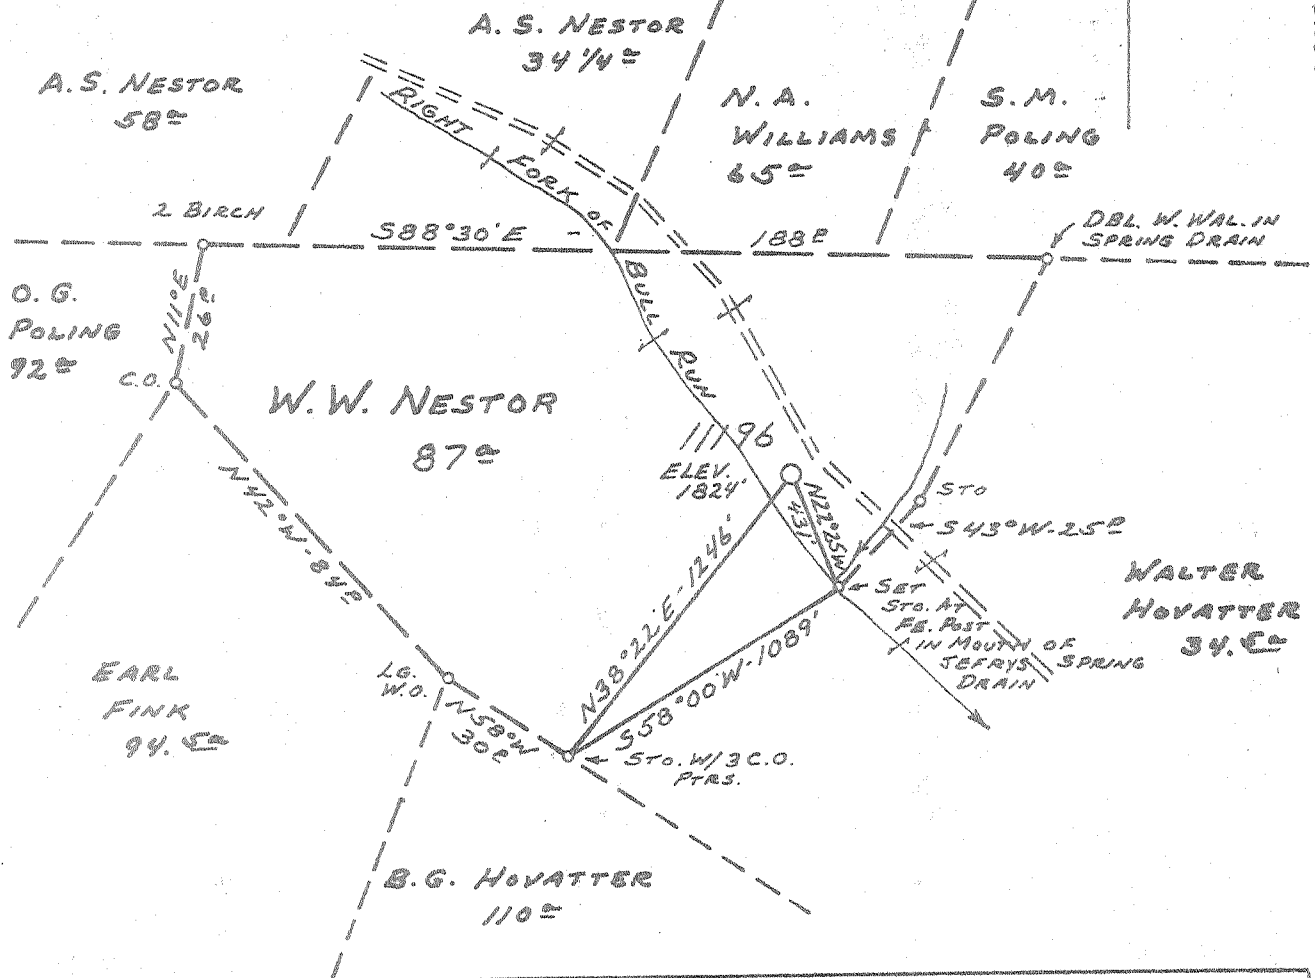 A.S. NESTOR
34 1/4 a
A.S. NESTOR
58 a
N.A.
WILLIAMS
65 a
S.M.
POLING
40 a
RIGHT FORK OF BULL RUN
2 BIRCH
S88°30'E 188 P
DBL. W. WAL. IN
SPRING DRAIN
O.G.
POLING
92 a
N11°E
26 P
C.O.
W.W. NESTOR
87 a
111196
ELEV.
1824'
N42°W-84 P
N22°25'W
431'
STO
S43°W-25 P
N38°22'E-1246'
S58°00'W-1089'
SET
STO. AT
FE. POST
IN MOUTH OF
JEFRYS SPRING
DRAIN
WALTER
HOVATTER
EARL
FINK
94.5 a
LG.
W.O.
N58°W
30 P
STO. W/3 C.O.
PTRS.
B.G. HOVATTER
110 a